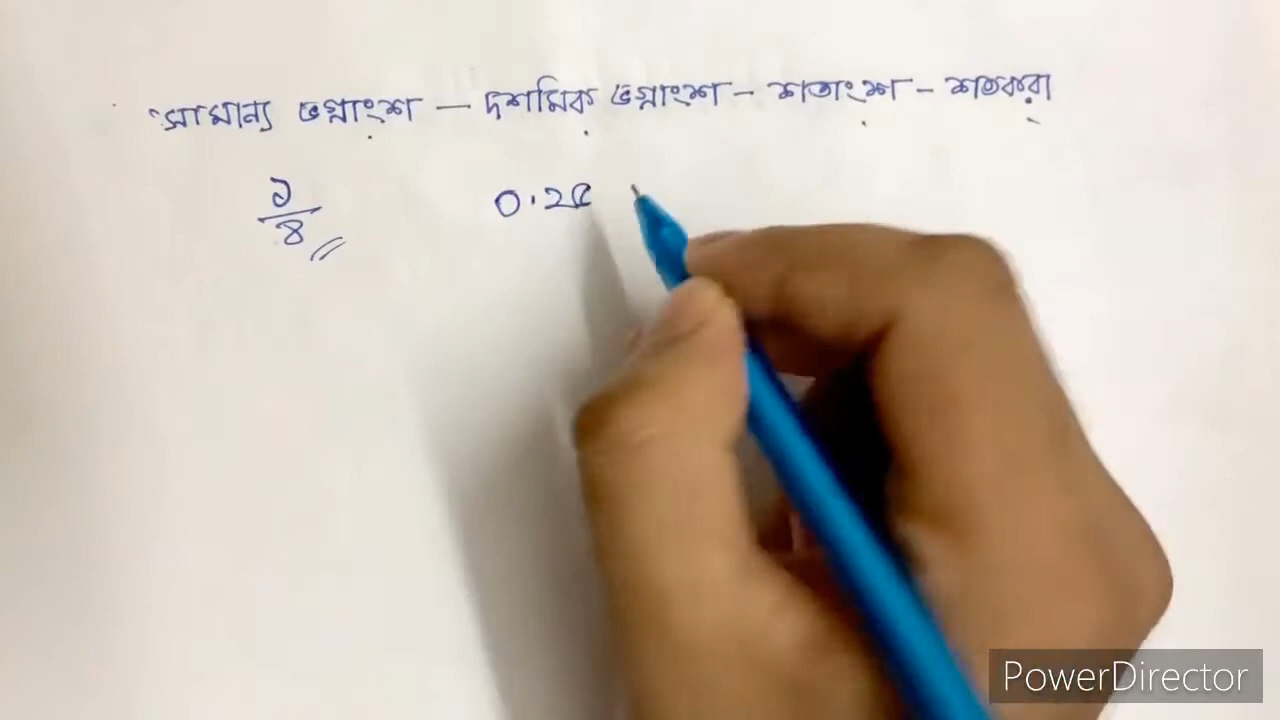 সামান্য ভগ্নাংশ — দশমিক ভগ্নাংশ – শতাংশ – শতকরা
১/৪ ০.২৫
PowerDirector